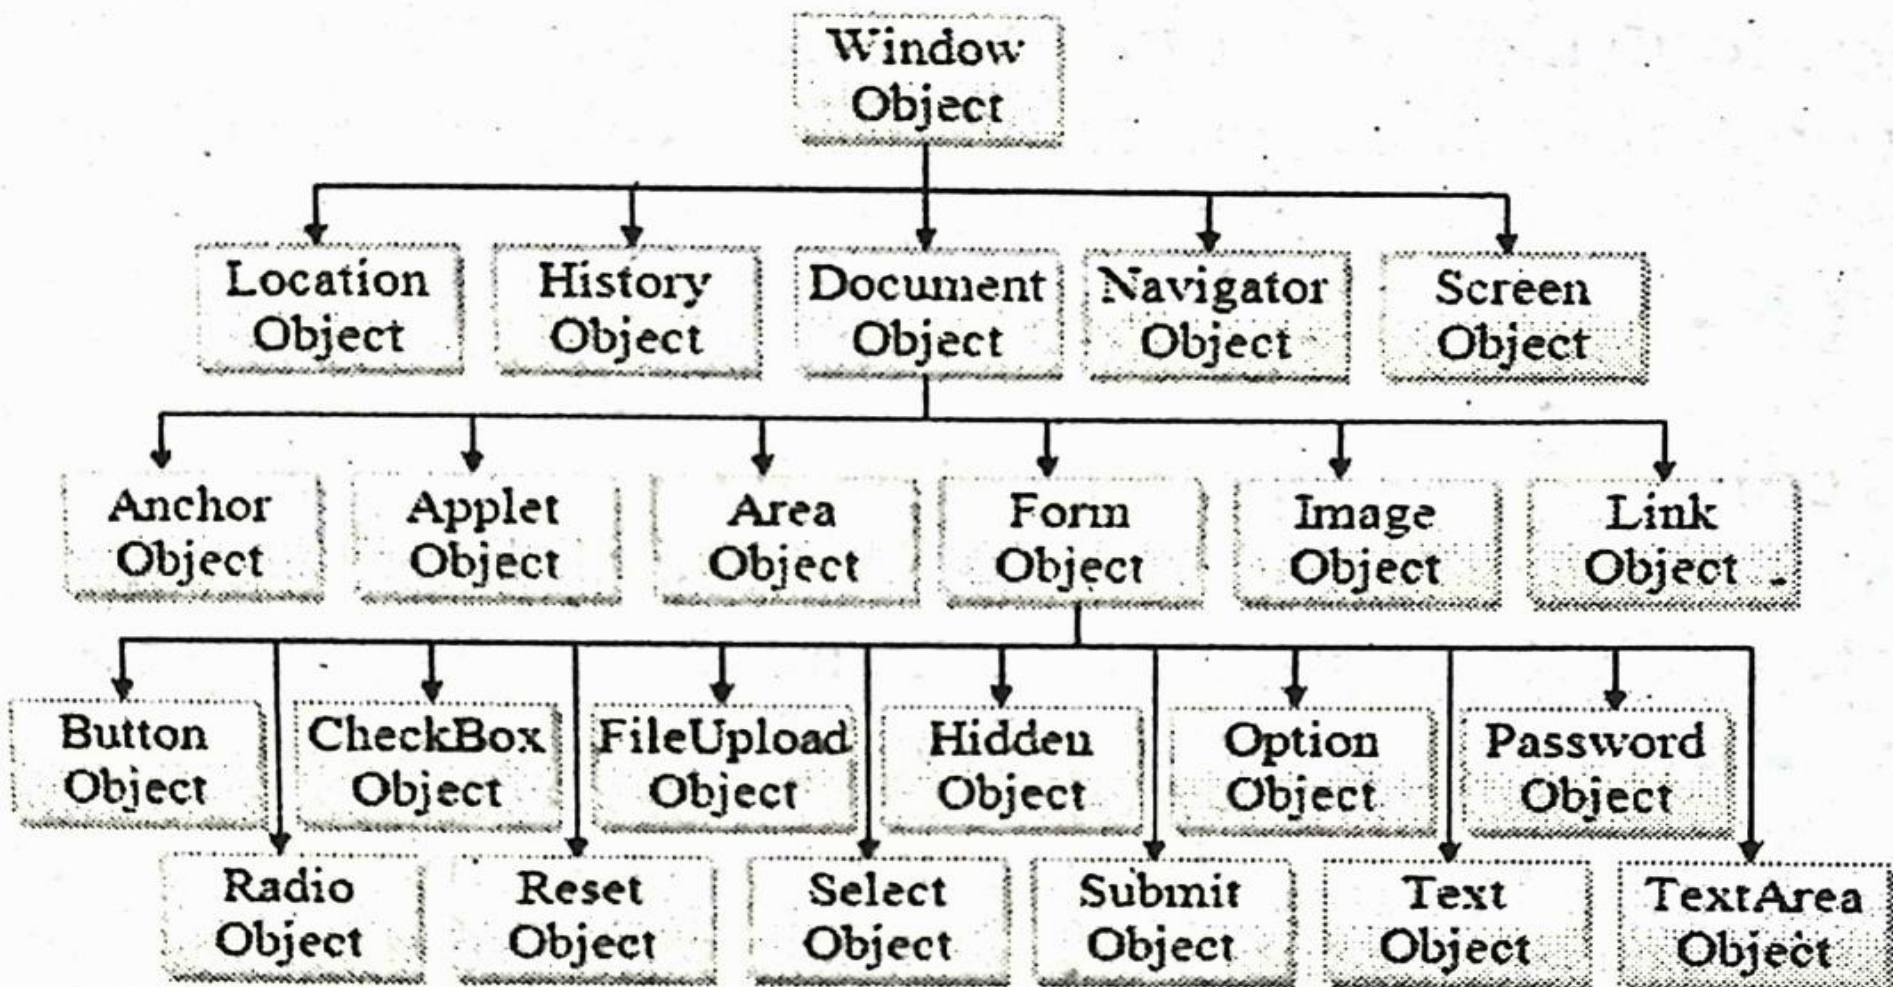 Window
Object
Location
Object
History
Object
Document
Object
Navigator
Object
Screen
Object
Anchor
Object
Applet
Object
Area
Object
Form
Object
Image
Object
Link
Object
Button
Object
CheckBox
Object
FileUpload
Object
Hidden
Object
Option
Object
Password
Object
Radio
Object
Reset
Object
Select
Object
Submit
Object
Text
Object
TextArea
Object